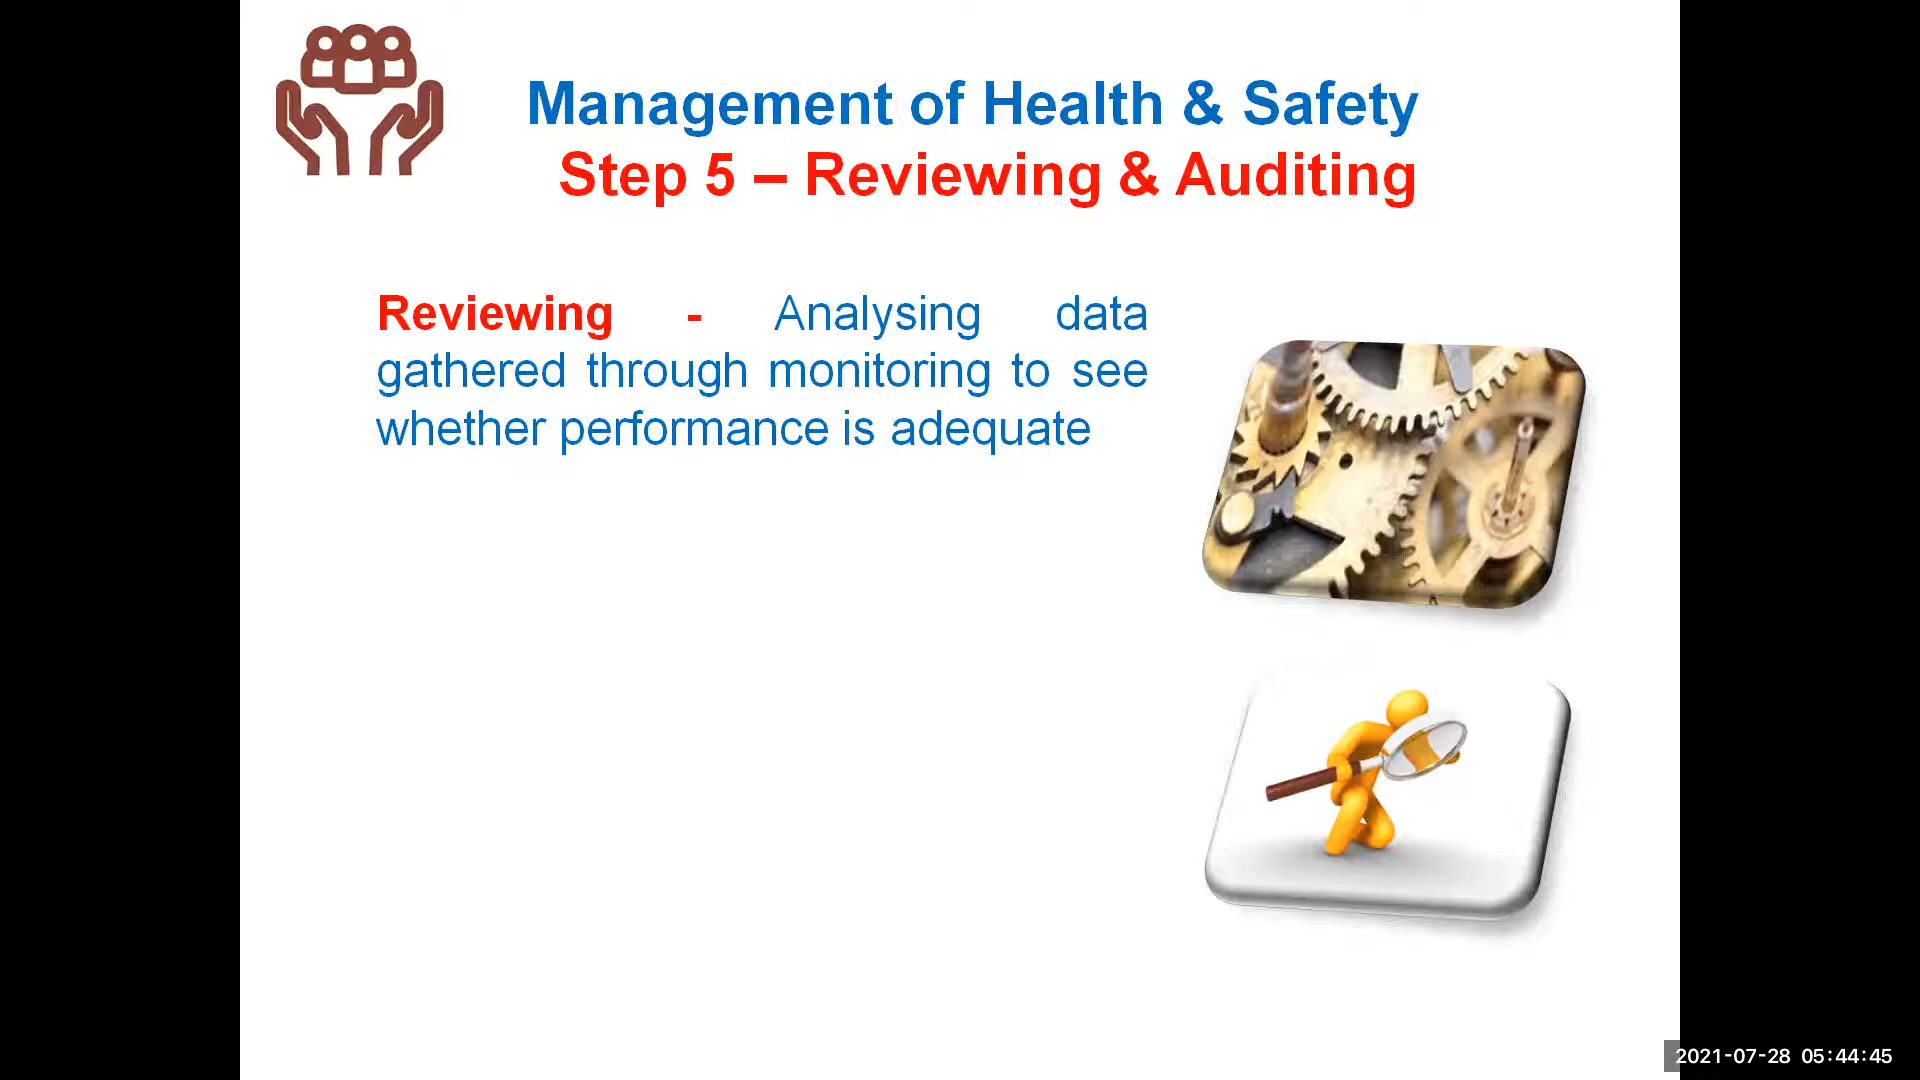 Management of Health & Safety
Step 5 – Reviewing & Auditing
Reviewing - Analysing data
gathered through monitoring to see
whether performance is adequate
2021-07-28 05:44:45